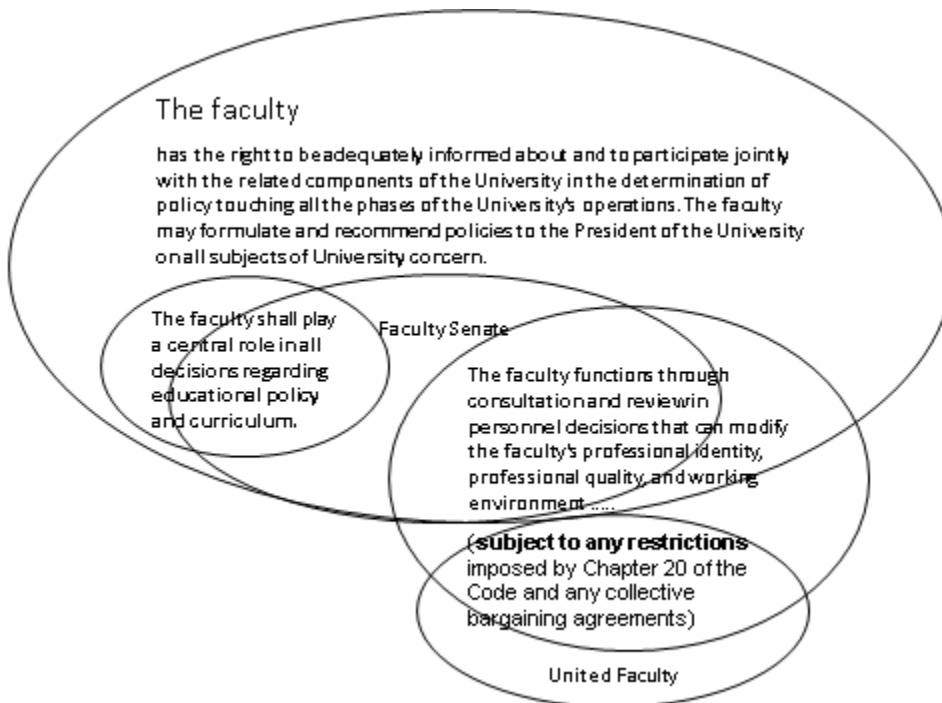 The faculty
has the right to beadequately informed about and to participate jointly
with the related components of the University in the determination of
policy touching all the phases of the University's operations. The faculty
may formulate and recommend policies to the President of the University
on all subjects of University concern.
The faculty shall play
a central role in all
decisions regarding
educational policy
and curriculum.
Faculty Senate
The faculty functions through
consultation and review in
personnel decisions that can modify
the faculty's professional identity,
professional quality, and working
environment .....
(subject to any restrictions
imposed by Chapter 20 of the
Code and any collective
bargaining agreements)
United Faculty